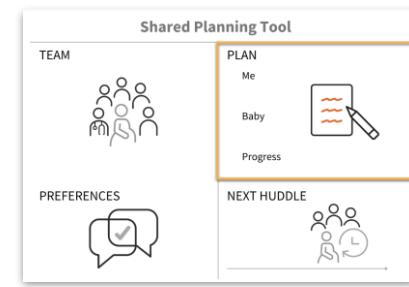 Shared Planning Tool
TEAM
PLAN
Me
Baby
Progress
PREFERENCES
NEXT HUDDLE